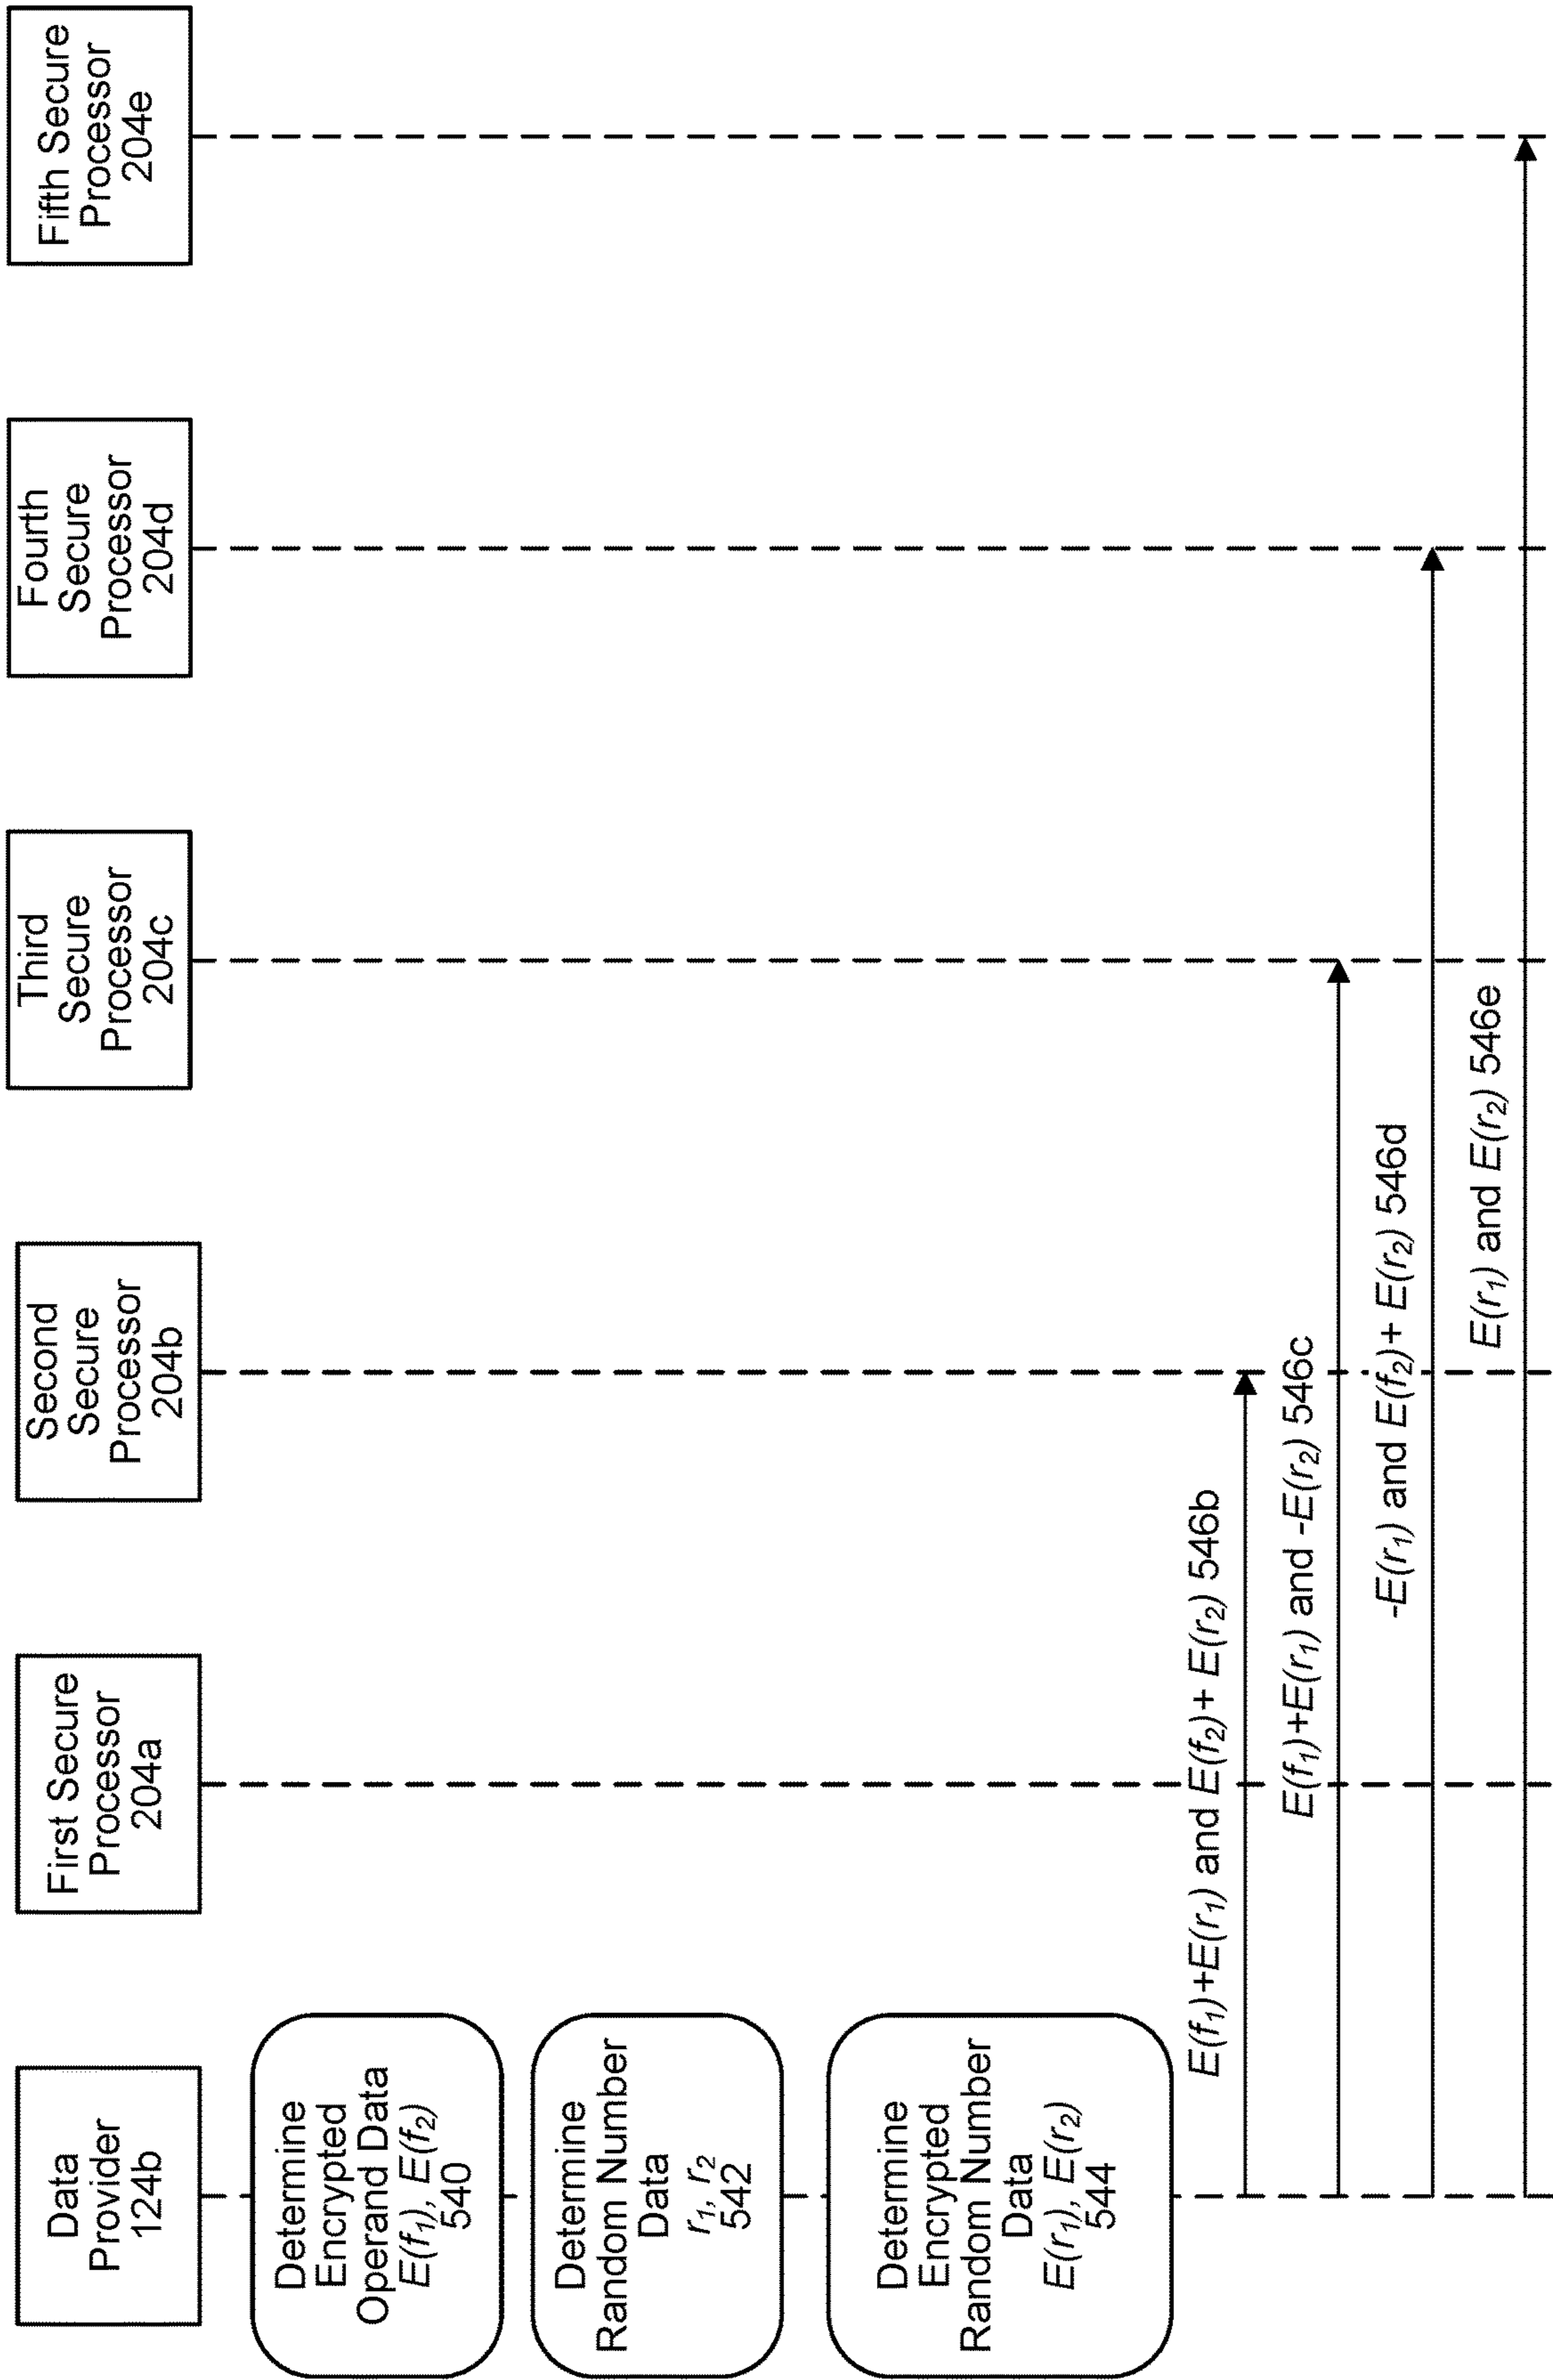 Data
Provider
124b
First Secure
Processor
204a
Second
Secure
Processor
204b
Third
Secure
Processor
204c
Fourth
Secure
Processor
204d
Fifth Secure
Processor
204e
Determine
Encrypted
Operand Data
E(f₁), E(f₂)
540
Determine
Random Number
Data
r₁, r₂
542
Determine
Encrypted
Random Number
Data
E(r₁), E(r₂)
544
E(f₁)+E(r₁) and E(f₂)+ E(r₂) 546b
E(f₁)+E(r₁) and -E(r₂) 546c
-E(r₁) and E(f₂)+ E(r₂) 546d
E(r₁) and E(r₂) 546e